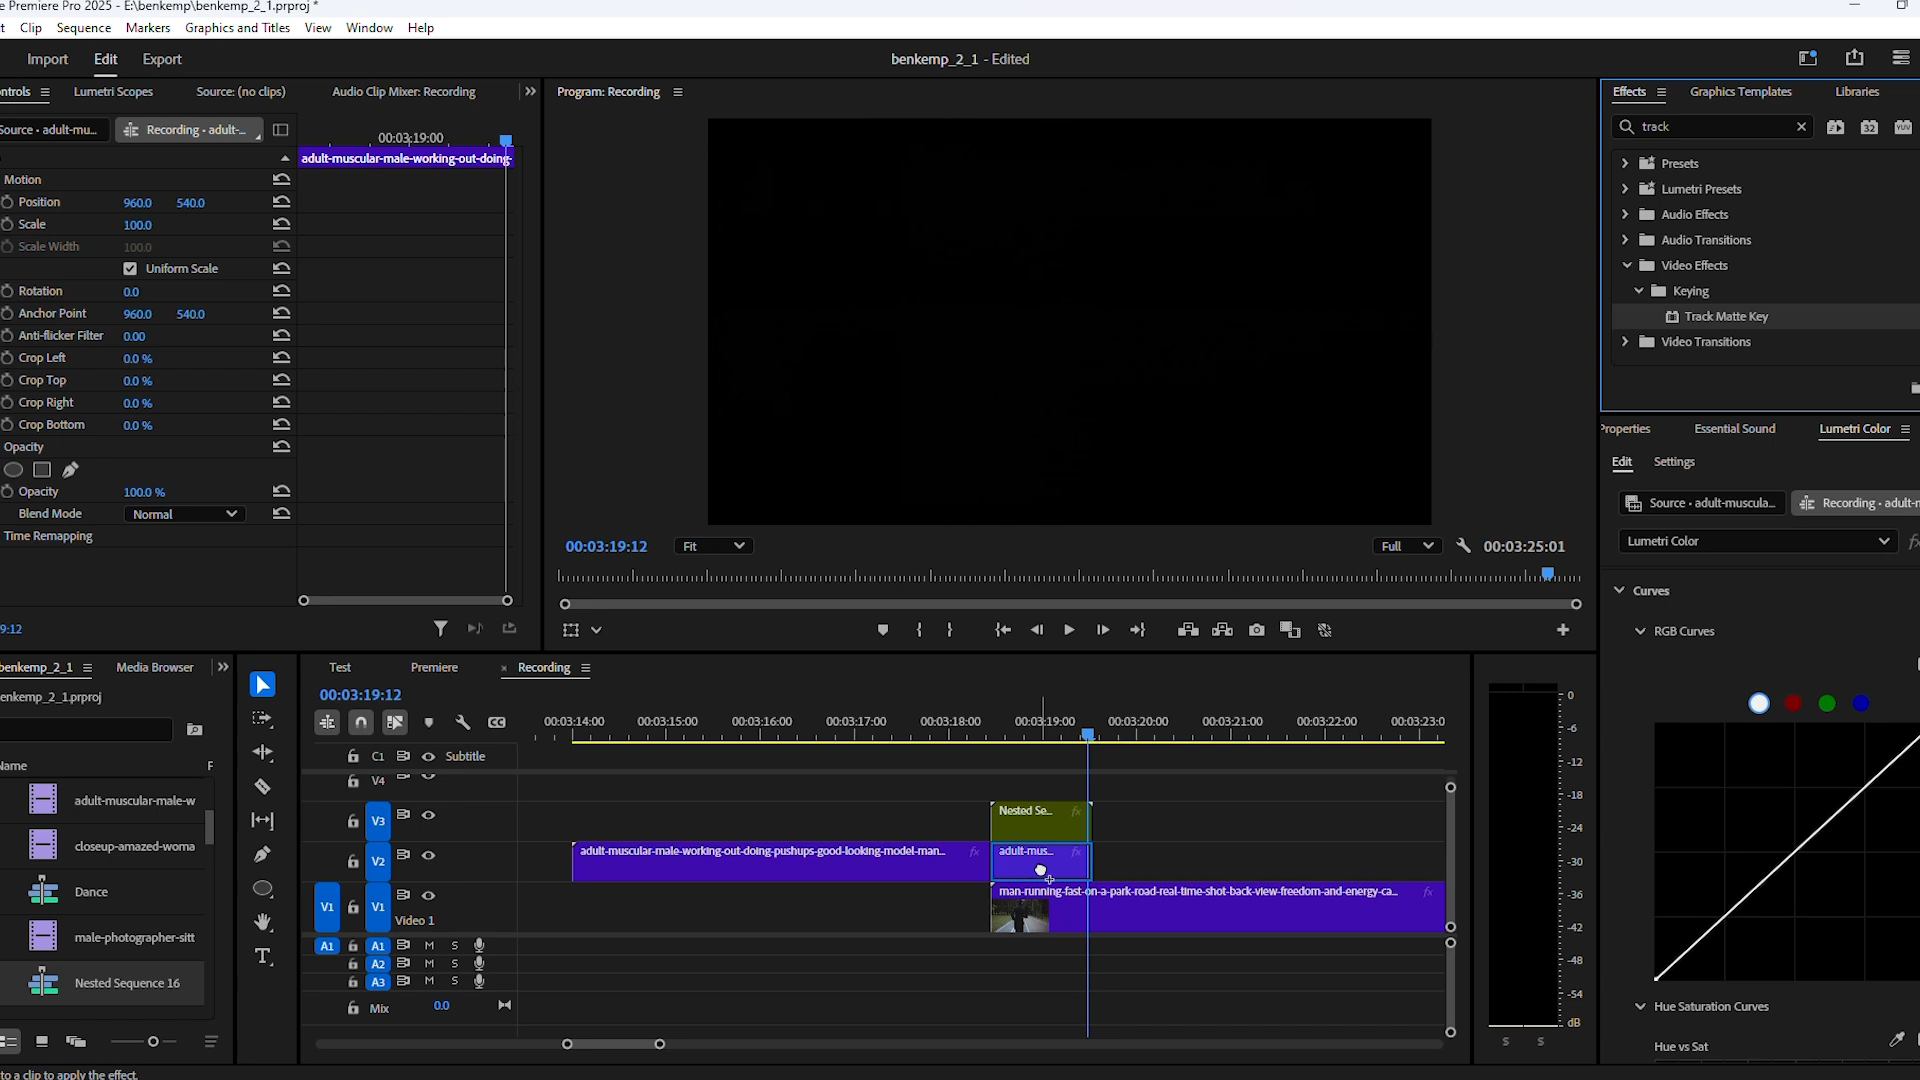 e Premiere Pro 2025 - E:\benkemp\benkemp_2_1.prproj *
t Clip Sequence Markers Graphics and Titles View Window Help
Import Edit Export
benkemp_2_1 - Edited
ntrols Lumetri Scopes Source: (no clips) Audio Clip Mixer: Recording
Source • adult-mu... Recording • adult-...
00:03:19:00
adult-muscular-male-working-out-doing-
Motion
Position 960.0 540.0
Scale 100.0
Scale Width 100.0
Uniform Scale
Rotation 0.0
Anchor Point 960.0 540.0
Anti-flicker Filter 0.00
Crop Left 0.0 %
Crop Top 0.0 %
Crop Right 0.0 %
Crop Bottom 0.0 %
Opacity
Opacity 100.0 %
Blend Mode Normal
Time Remapping
9:12
Program: Recording
00:03:19:12 Fit Full 00:03:25:01
Effects Graphics Templates Libraries
track
32 YUV
Presets
Lumetri Presets
Audio Effects
Audio Transitions
Video Effects
Keying
Track Matte Key
Video Transitions
Properties Essential Sound Lumetri Color
Edit Settings
Source • adult-muscula... Recording • adult-m
Lumetri Color fx
Curves
RGB Curves
Hue Saturation Curves
Hue vs Sat
benkemp_2_1 Media Browser
enkemp_2_1.prproj
Name F
adult-muscular-male-w
closeup-amazed-woma
Dance
male-photographer-sitt
Nested Sequence 16
Test Premiere × Recording
00:03:19:12
CC
00:03:14:00 00:03:15:00 00:03:16:00 00:03:17:00 00:03:18:00 00:03:19:00 00:03:20:00 00:03:21:00 00:03:22:00 00:03:23:0
C1 Subtitle
V4
V3 Nested Se... fx
V2 adult-muscular-male-working-out-doing-pushups-good-looking-model-man... fx adult-mus... fx
V1 V1 Video 1 man-running-fast-on-a-park-road-real-time-shot-back-view-freedom-and-energy-ca... fx
A1 A1 M S
A2 M S
A3 M S
Mix 0.0
0
-6
-12
-18
-24
-30
-36
-42
-48
-54
dB
S S
to a clip to apply the effect.